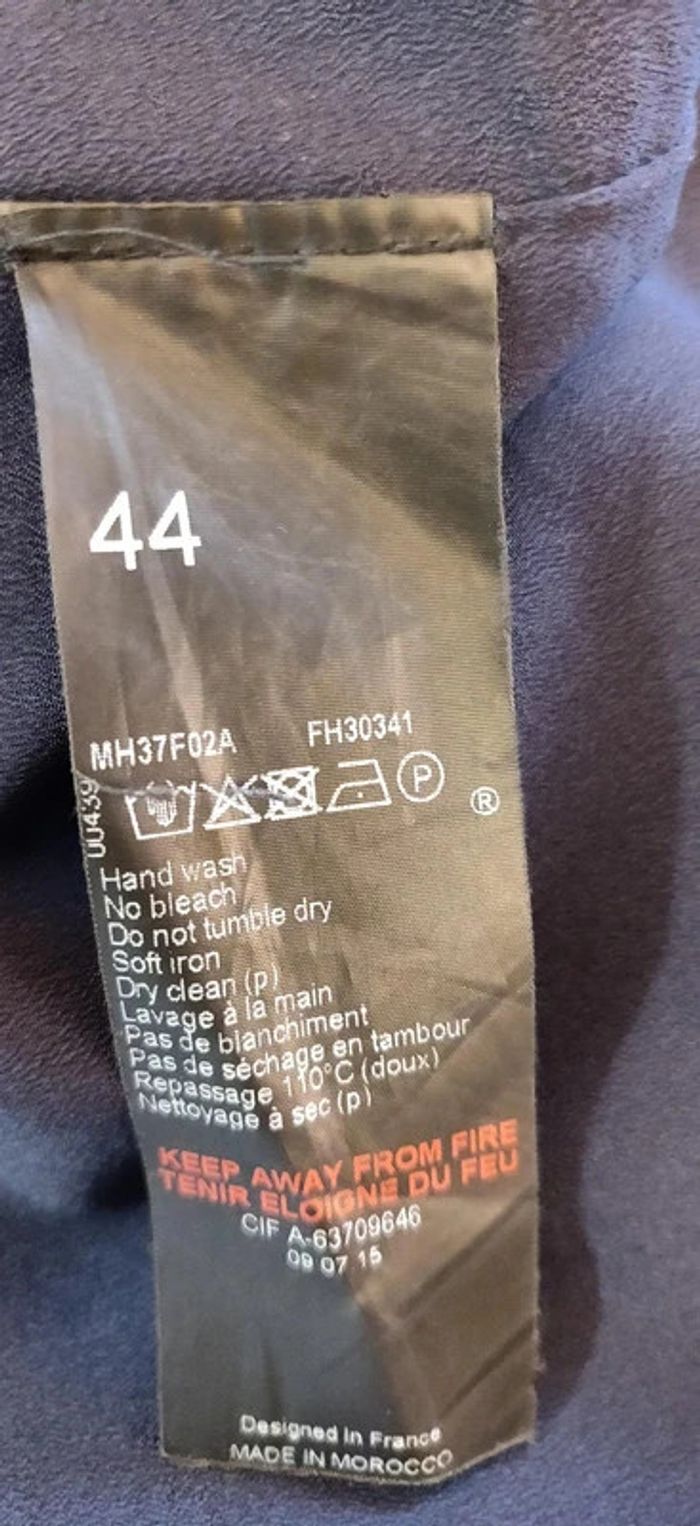 44
MH37F02A FH30341
UU439
P
®
Hand wash
No bleach
Do not tumble dry
Soft iron
Dry clean (p)
Lavage à la main
Pas de blanchiment
Pas de séchage en tambour
Repassage 110°C (doux)
Nettoyage à sec (p)
KEEP AWAY FROM FIRE
TENIR ELOIGNE DU FEU
CIF A-63709646
09 07 15
Designed in France
MADE IN MOROCCO